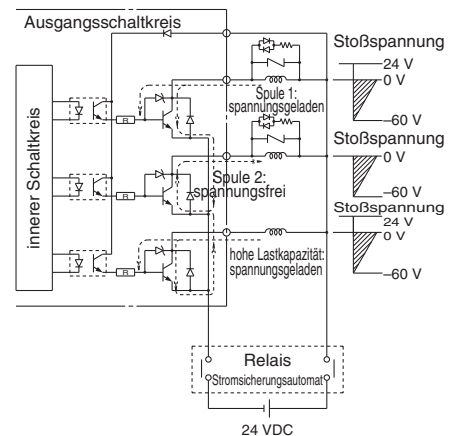 Ausgangsschaltkreis
Stoßspannung
24 V
0 V
–60 V
Spule 1:
spannungsgeladen
innerer Schaltkreis
R
Stoßspannung
0 V
–60 V
Spule 2:
spannungsfrei
R
Stoßspannung
24 V
0 V
–60 V
hohe Lastkapazität:
spannungsgeladen
R
Relais
Stromsicherungsautomat
24 VDC